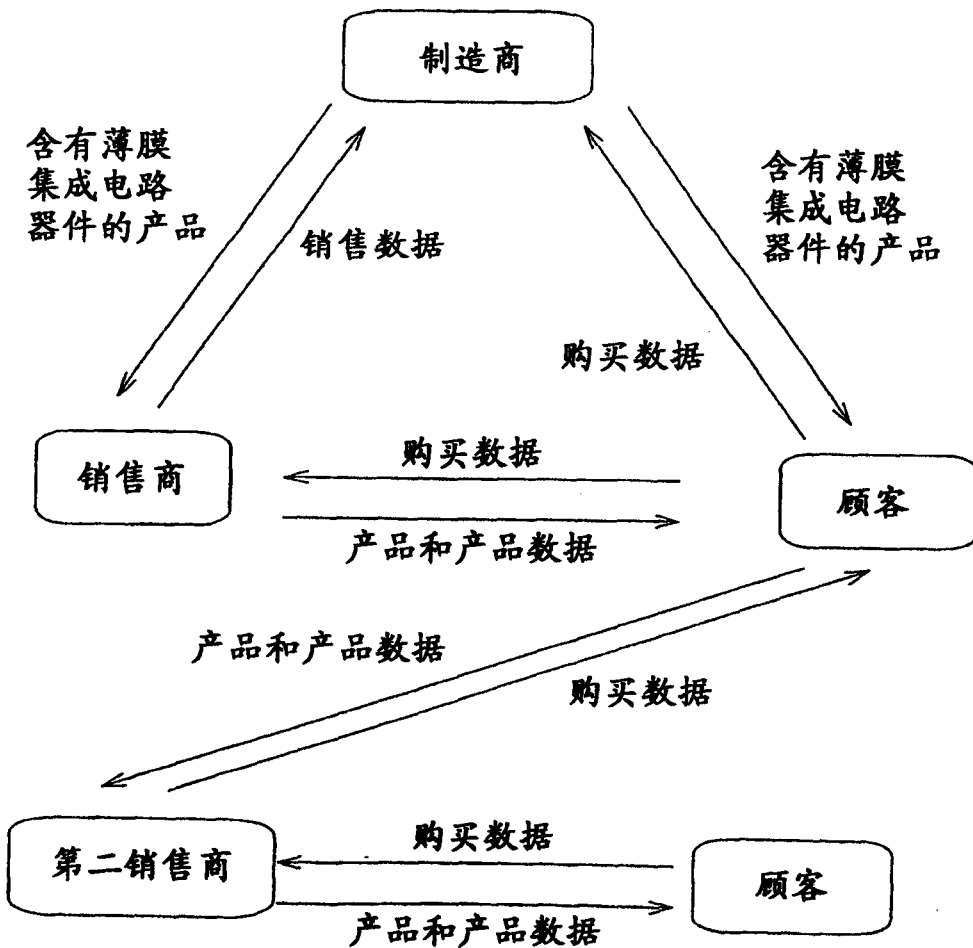 制造商
含有薄膜
集成电路
器件的产品
销售数据
含有薄膜
集成电路
器件的产品
购买数据
销售商
购买数据
产品和产品数据
顾客
产品和产品数据
购买数据
第二销售商
购买数据
产品和产品数据
顾客